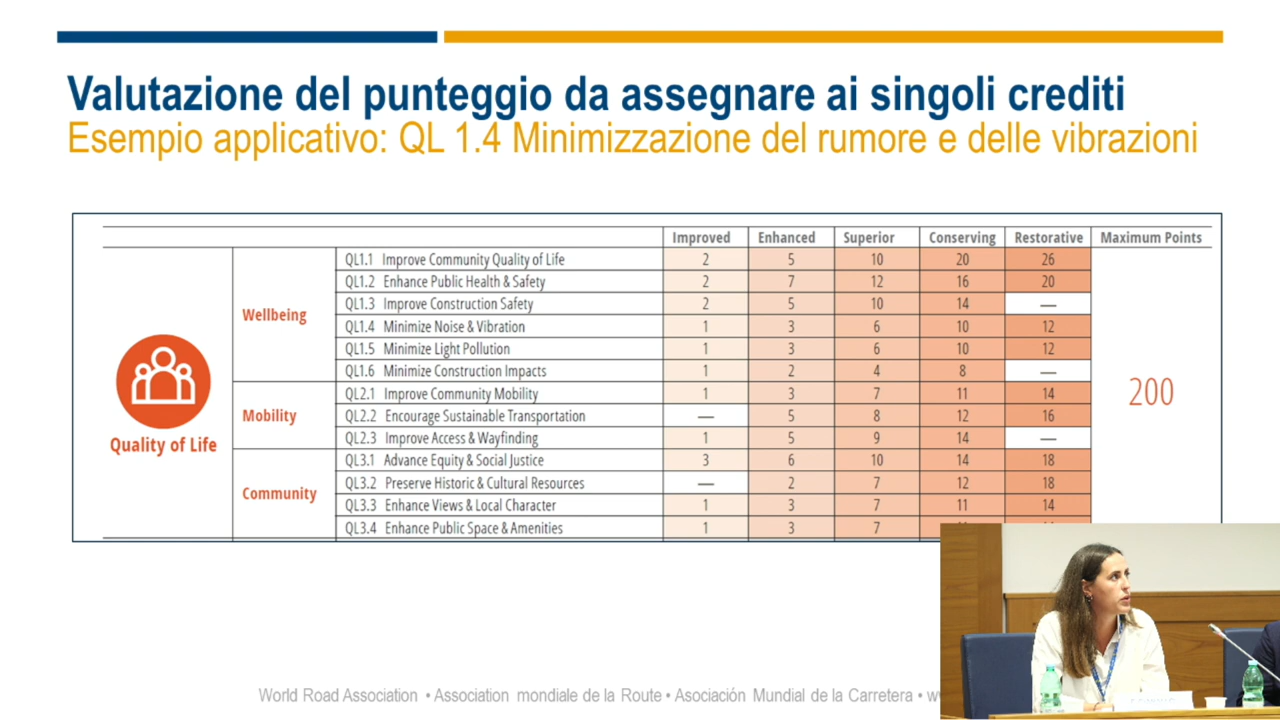 Valutazione del punteggio da assegnare ai singoli crediti
Esempio applicativo: QL 1.4 Minimizzazione del rumore e delle vibrazioni
Improved Enhanced Superior Conserving Restorative Maximum Points
QL1.1 Improve Community Quality of Life 2 5 10 20 26
QL1.2 Enhance Public Health & Safety 2 7 12 16 20
QL1.3 Improve Construction Safety 2 5 10 14 —
Wellbeing
QL1.4 Minimize Noise & Vibration 1 3 6 10 12
QL1.5 Minimize Light Pollution 1 3 6 10 12
QL1.6 Minimize Construction Impacts 1 2 4 8 —
QL2.1 Improve Community Mobility 1 3 7 11 14
200
Mobility QL2.2 Encourage Sustainable Transportation — 5 8 12 16
QL2.3 Improve Access & Wayfinding 1 5 9 14 —
Quality of Life
QL3.1 Advance Equity & Social Justice 3 6 10 14 18
QL3.2 Preserve Historic & Cultural Resources — 2 7 12 18
Community
QL3.3 Enhance Views & Local Character 1 3 7 11 14
QL3.4 Enhance Public Space & Amenities 1 3 7
World Road Association • Association mondiale de la Route • Asociación Mundial de la Carretera •